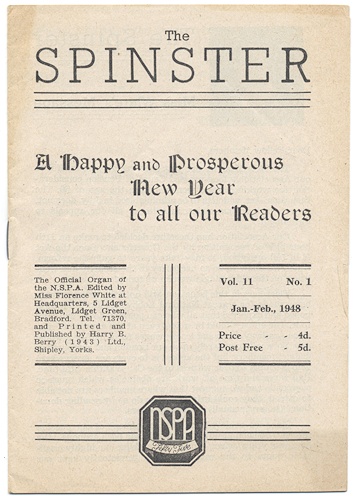 The
SPINSTER
A Happy and Prosperous
New Year
to all our Readers
The Official Organ of
the N.S.P.A. Edited by
Miss Florence White at
Headquarters, 5 Lidget
Avenue, Lidget Green,
Bradford. Tel. 71370,
and Printed and
Published by Harry B.
Berry (1943) Ltd.,
Shipley, Yorks.
Vol. 11 No. 1
Jan.-Feb., 1948
Price - - 4d.
Post Free - 5d.
NSPA